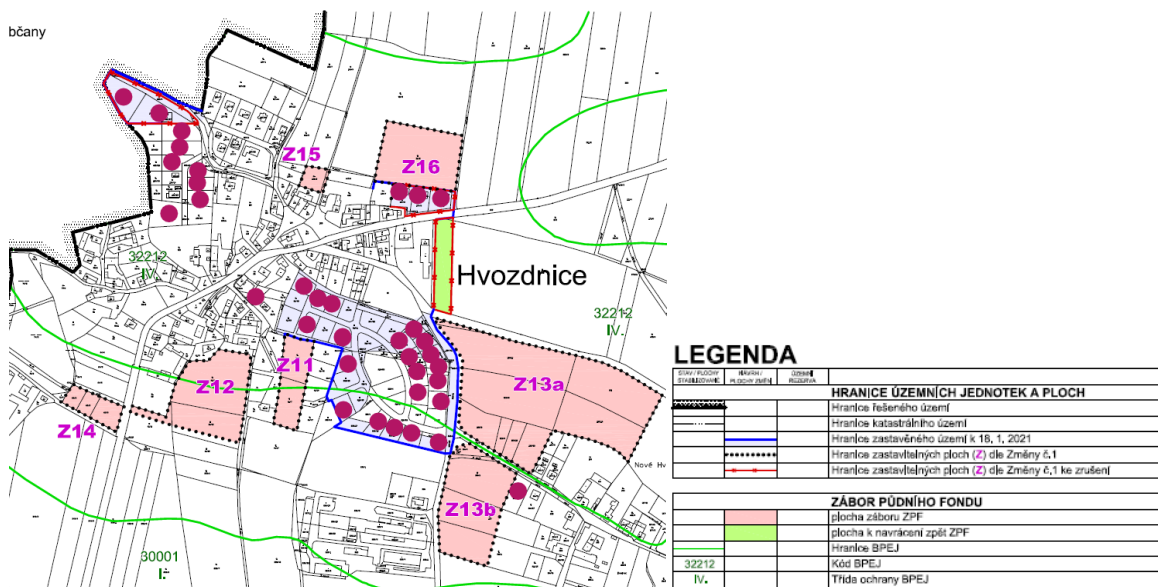 bčany
Z15
Z16
32212
IV.
Hvozdnice
32212
IV.
Z11
Z12
Z13a
Z14
Nové Hv
Z13b
30001
I.
LEGENDA
STAV / PLOCHY STABILIZOVANÉ
NÁVRH / PLOCHY ZMĚN
ÚZEMNÍ REZERVA
HRANICE ÚZEMNÍCH JEDNOTEK A PLOCH
Hranice řešeného území
Hranice katastrálního území
Hranice zastavěného území k 18. 1. 2021
Hranice zastavitelných ploch (Z) dle Změny č.1
Hranice zastavitelných ploch (Z) dle Změny č.1 ke zrušení
ZÁBOR PŮDNÍHO FONDU
plocha záboru ZPF
plocha k navrácení zpět ZPF
Hranice BPEJ
32212 Kód BPEJ
IV. Třída ochrany BPEJ